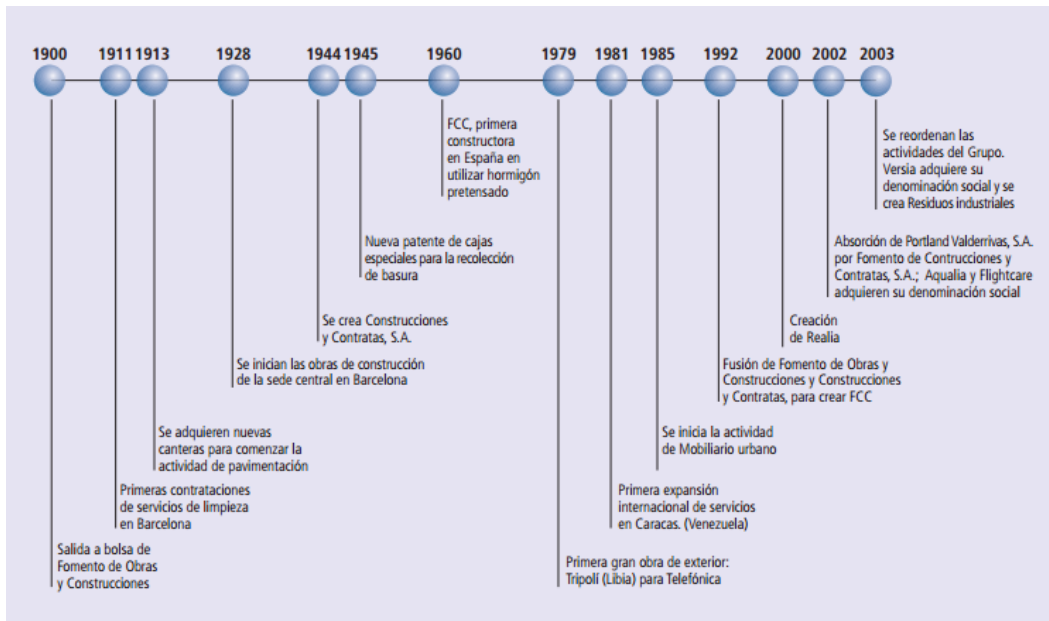 1900 1911 1913 1928 1944 1945 1960 1979 1981 1985 1992 2000 2002 2003
FCC, primera
constructora
en España en
utilizar hormigón
pretensado
Se reordenan las
actividades del Grupo.
Versia adquiere su
denominación social y se
crea Residuos industriales
Nueva patente de cajas
especiales para la recolección
de basura
Absorción de Portland Valderrivas, S.A.
por Fomento de Contrucciones y
Contratas, S.A.; Aqualia y Flightcare
adquieren su denominación social
Se crea Construcciones
y Contratas, S.A.
Creación
de Realia
Se inician las obras de construcción
de la sede central en Barcelona
Fusión de Fomento de Obras y
Construcciones y Construcciones
y Contratas, para crear FCC
Se adquieren nuevas
canteras para comenzar la
actividad de pavimentación
Se inicia la actividad
de Mobiliario urbano
Primeras contrataciones
de servicios de limpieza
en Barcelona
Primera expansión
internacional de servicios
en Caracas. (Venezuela)
Salida a bolsa de
Fomento de Obras
y Construcciones
Primera gran obra de exterior:
Tripolí (Libia) para Telefónica